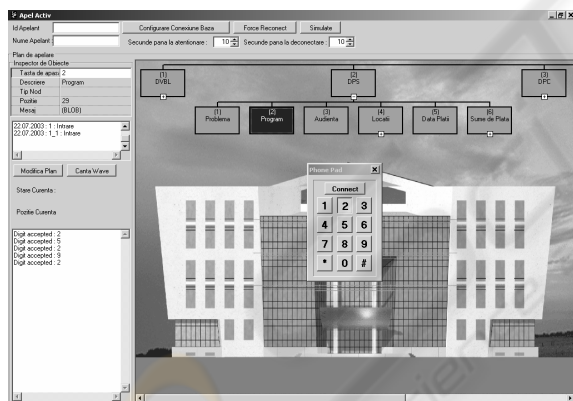 Apel Activ
Id Apelant
Configurare Conexiune Baza
Force Reconect
Simulate
Nume Apelant
Secunde pana la atentionare :
10
Secunde pana la deconectare :
10
Plan de apelare
Inspector de Obiecte
Tasta de apasa 2
Descriere Program
Tip Nod
Pozitie 29
Mesaj (BLOB)
22.07.2003 : 1 : Intrare
22.07.2003 : 1_1 : Intrare
Modifica Plan
Canta Wave
Stare Curenta :
Pozitie Curenta
Digit accepted : 2
Digit accepted : 5
Digit accepted : 2
Digit accepted : 9
Digit accepted : 2
(1)
DVBL
(2)
DPS
(3)
DPC
(1)
Problema
(2)
Program
(3)
Audienta
(4)
Locatii
(5)
Data Platii
(6)
Sume de Plata
Phone Pad
Connect
1 2 3
4 5 6
7 8 9
* 0 #